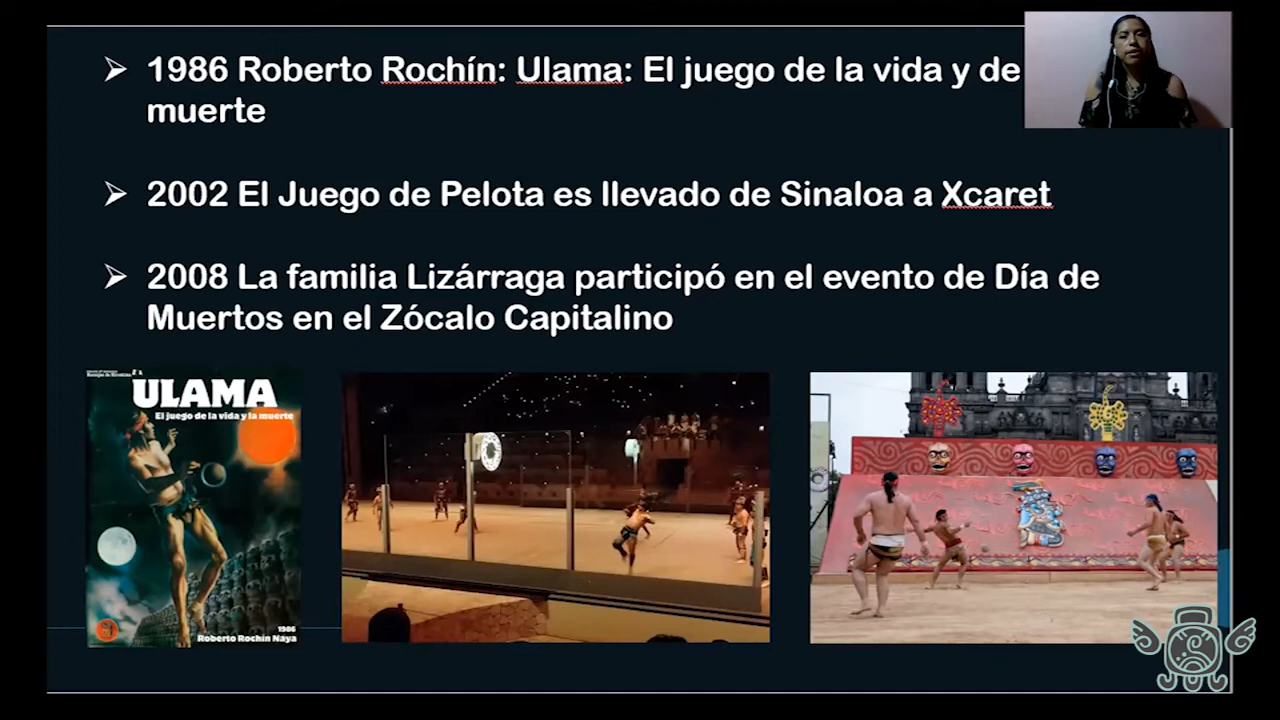 ➢ 1986 Roberto Rochín: Ulama: El juego de la vida y de
muerte
➢ 2002 El Juego de Pelota es llevado de Sinaloa a Xcaret
➢ 2008 La familia Lizárraga participó en el evento de Día de
Muertos en el Zócalo Capitalino
ULAMA
El juego de la vida y la muerte
1986
Roberto Rochín Naya